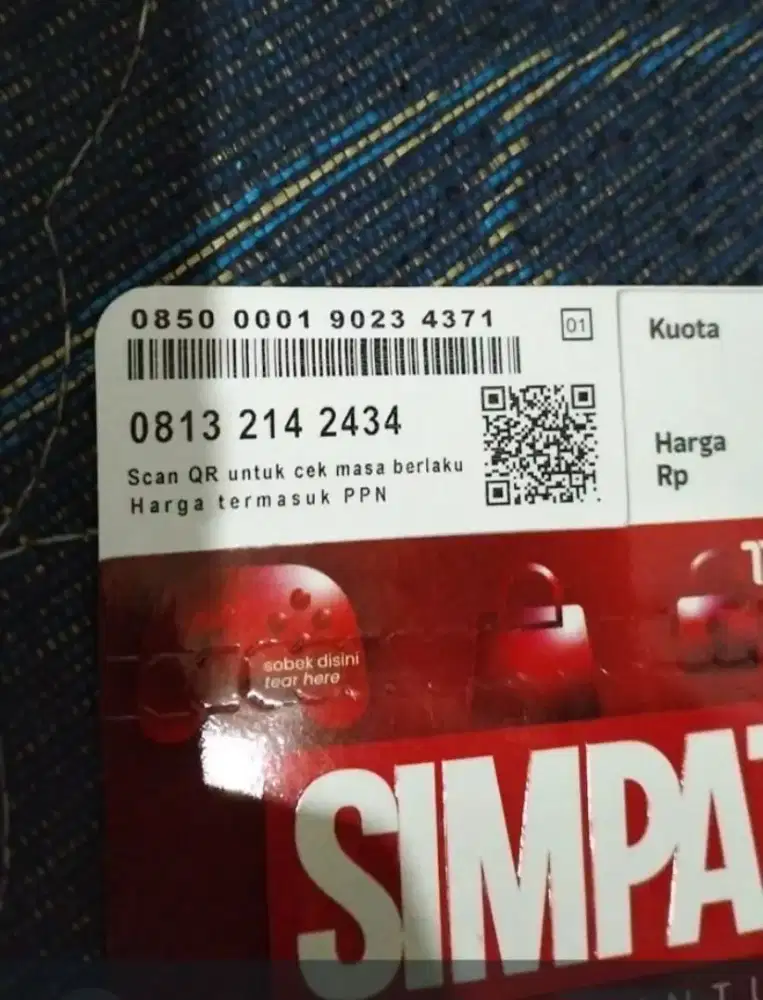 0850 0001 9023 4371
01
0813 214 2434
Scan QR untuk cek masa berlaku
Harga termasuk PPN
Kuota
Harga
Rp
sobek disini
tear here